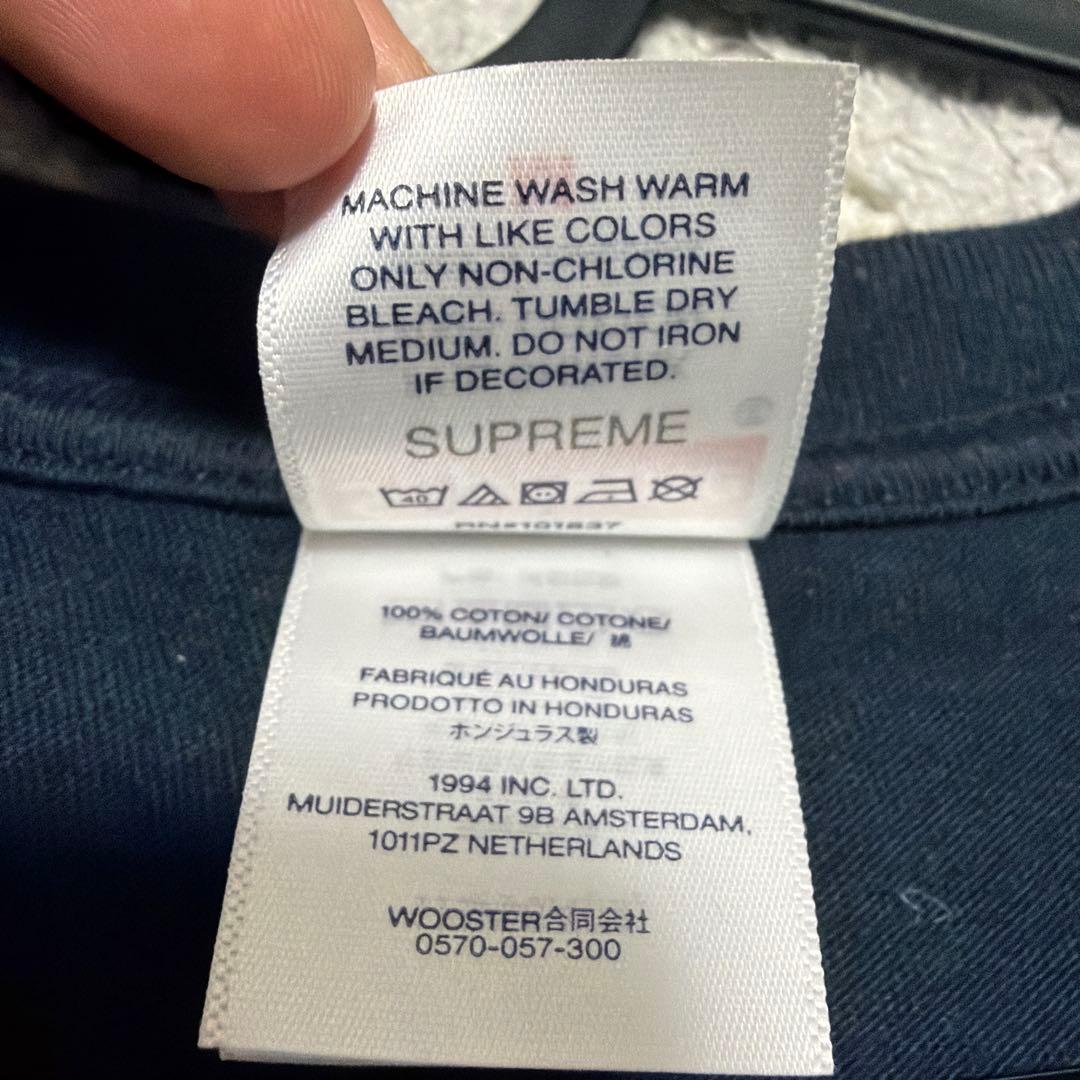 MACHINE WASH WARM
WITH LIKE COLORS
ONLY NON-CHLORINE
BLEACH. TUMBLE DRY
MEDIUM. DO NOT IRON
IF DECORATED.
SUPREME
40
RN#101837
100% COTON/ COTONE/
BAUMWOLLE/ 綿
FABRIQUÉ AU HONDURAS
PRODOTTO IN HONDURAS
ホンジュラス製
1994 INC. LTD.
MUIDERSTRAAT 9B AMSTERDAM,
1011PZ NETHERLANDS
WOOSTER合同会社
0570-057-300